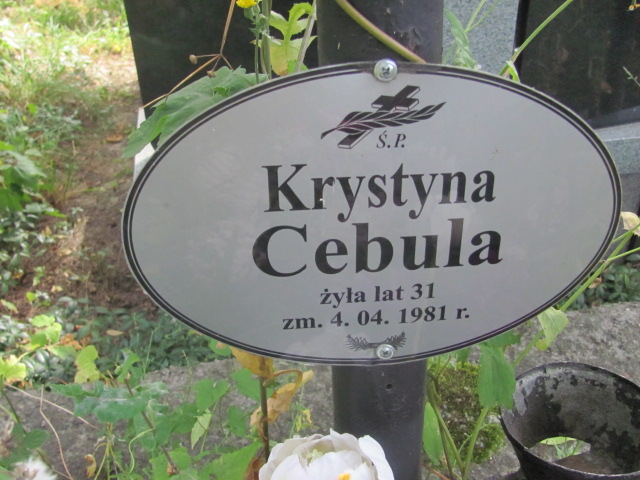 Ś.P.
Krystyna
Cebula
żyła lat 31
zm. 4. 04. 1981 r.